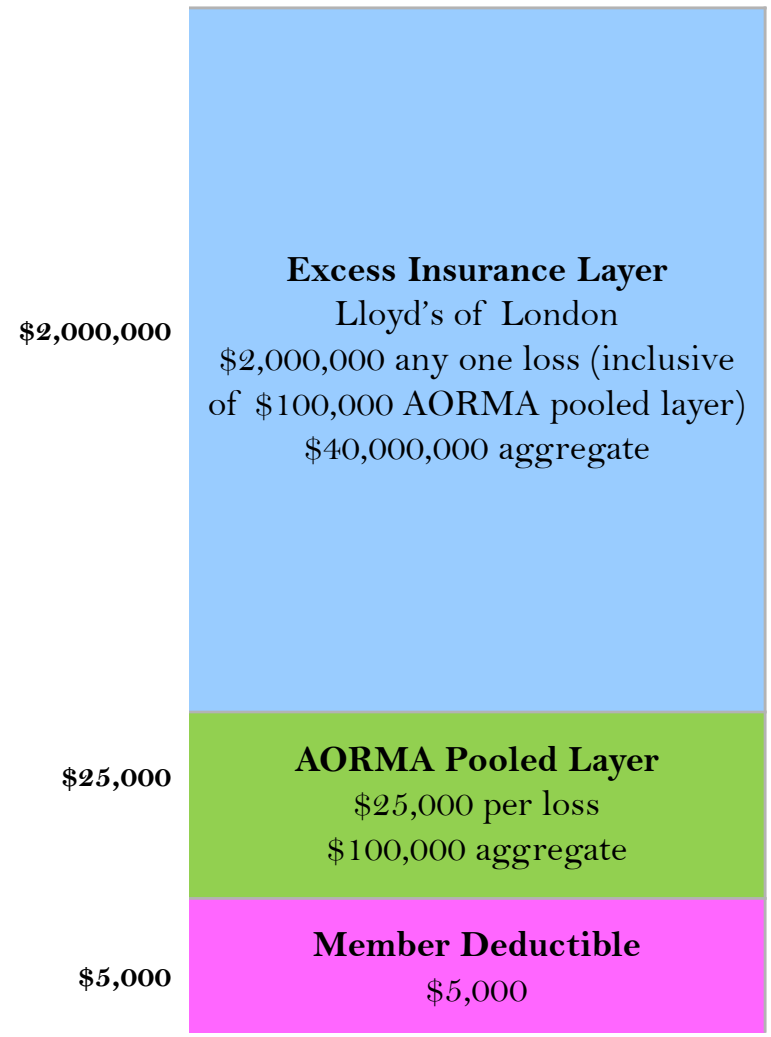 Excess Insurance Layer
Lloyd’s of London
$2,000,000
$2,000,000 any one loss (inclusive
of $100,000 AORMA pooled layer)
$40,000,000 aggregate
AORMA Pooled Layer
$25,000
$25,000 per loss
$100,000 aggregate
Member Deductible
$5,000
$5,000